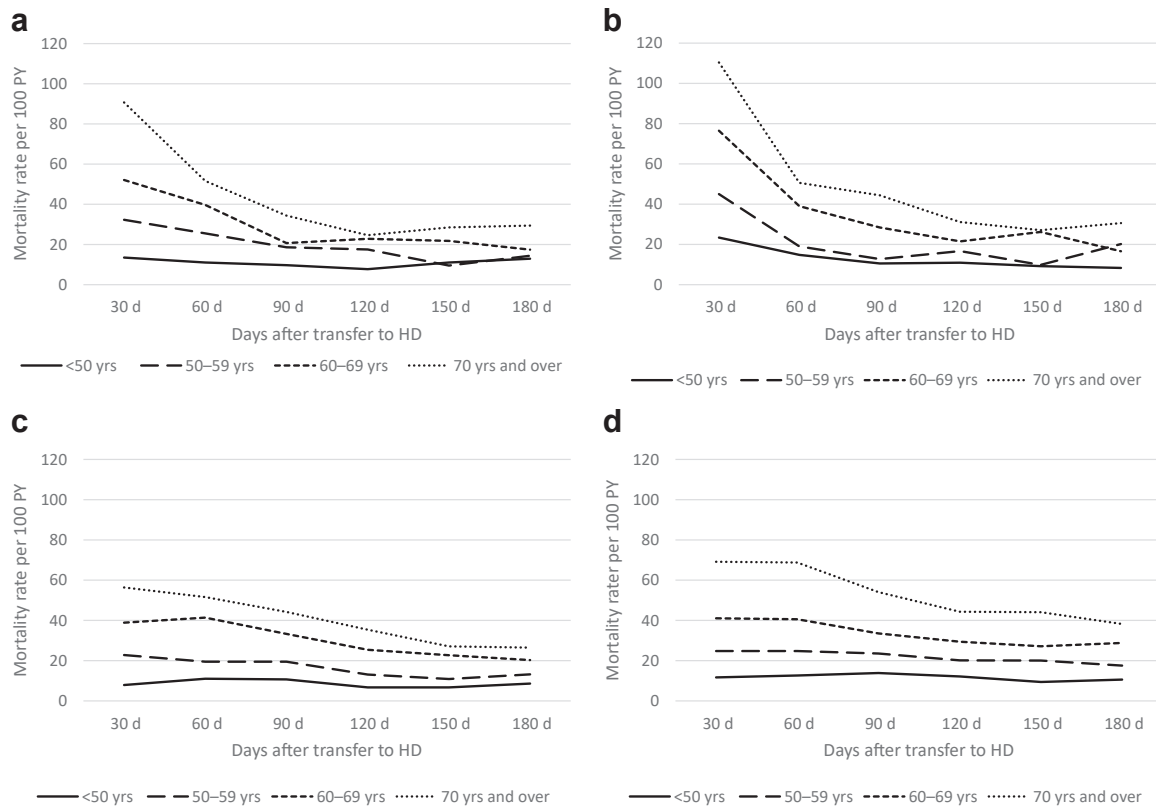 a
Mortality rate per 100 PY
120
100
80
60
40
20
0
30 d 60 d 90 d 120 d 150 d 180 d
Days after transfer to HD
<50 yrs 50–59 yrs 60–69 yrs 70 yrs and over
b
Mortality rate per 100 PY
120
100
80
60
40
20
0
30 d 60 d 90 d 120 d 150 d 180 d
Days after transfer to HD
<50 yrs 50–59 yrs 60–69 yrs 70 yrs and over
c
Mortality rate per 100 PY
120
100
80
60
40
20
0
30 d 60 d 90 d 120 d 150 d 180 d
Days after transfer to HD
<50 yrs 50–59 yrs 60–69 yrs 70 yrs and over
d
Mortality rater per 100 PY
120
100
80
60
40
20
0
30 d 60 d 90 d 120 d 150 d 180 d
Days after transfer to HD
<50 yrs 50–59 yrs 60–69 yrs 70 yrs and over